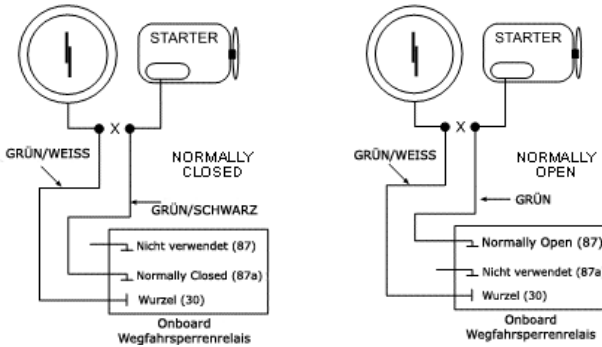 STARTER
X
GRÜN/WEISS
NORMALLY
CLOSED
GRÜN/SCHWARZ
Nicht verwendet (87)
Normally Closed (87a)
Wurzel (30)
Onboard
Wegfahrsperrenrelais
STARTER
X
GRÜN/WEISS
NORMALLY
OPEN
GRÜN
Normally Open (87)
Nicht verwendet (87a
Wurzel (30)
Onboard
Wegfahrsperrenrelais